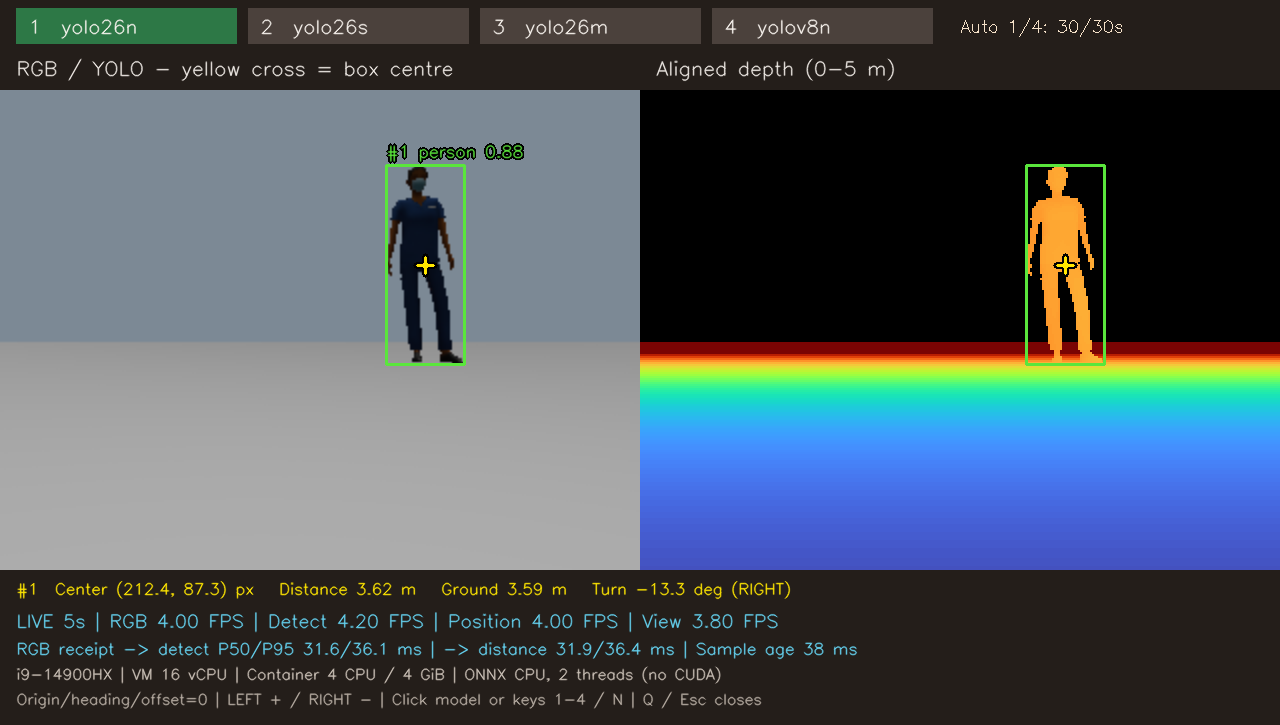 1 yolo26n 2 yolo26s 3 yolo26m 4 yolov8n Auto 1/4: 30/30s
RGB / YOLO - yellow cross = box centre Aligned depth (0-5 m)
#1 person 0.88
#1 Center (212.4, 87.3) px Distance 3.62 m Ground 3.59 m Turn -13.3 deg (RIGHT)
LIVE 5s | RGB 4.00 FPS | Detect 4.20 FPS | Position 4.00 FPS | View 3.80 FPS
RGB receipt -> detect P50/P95 31.6/36.1 ms | -> distance 31.9/36.4 ms | Sample age 38 ms
i9-14900HX | VM 16 vCPU | Container 4 CPU / 4 GiB | ONNX CPU, 2 threads (no CUDA)
Origin/heading/offset=0 | LEFT + / RIGHT - | Click model or keys 1-4 / N | Q / Esc closes